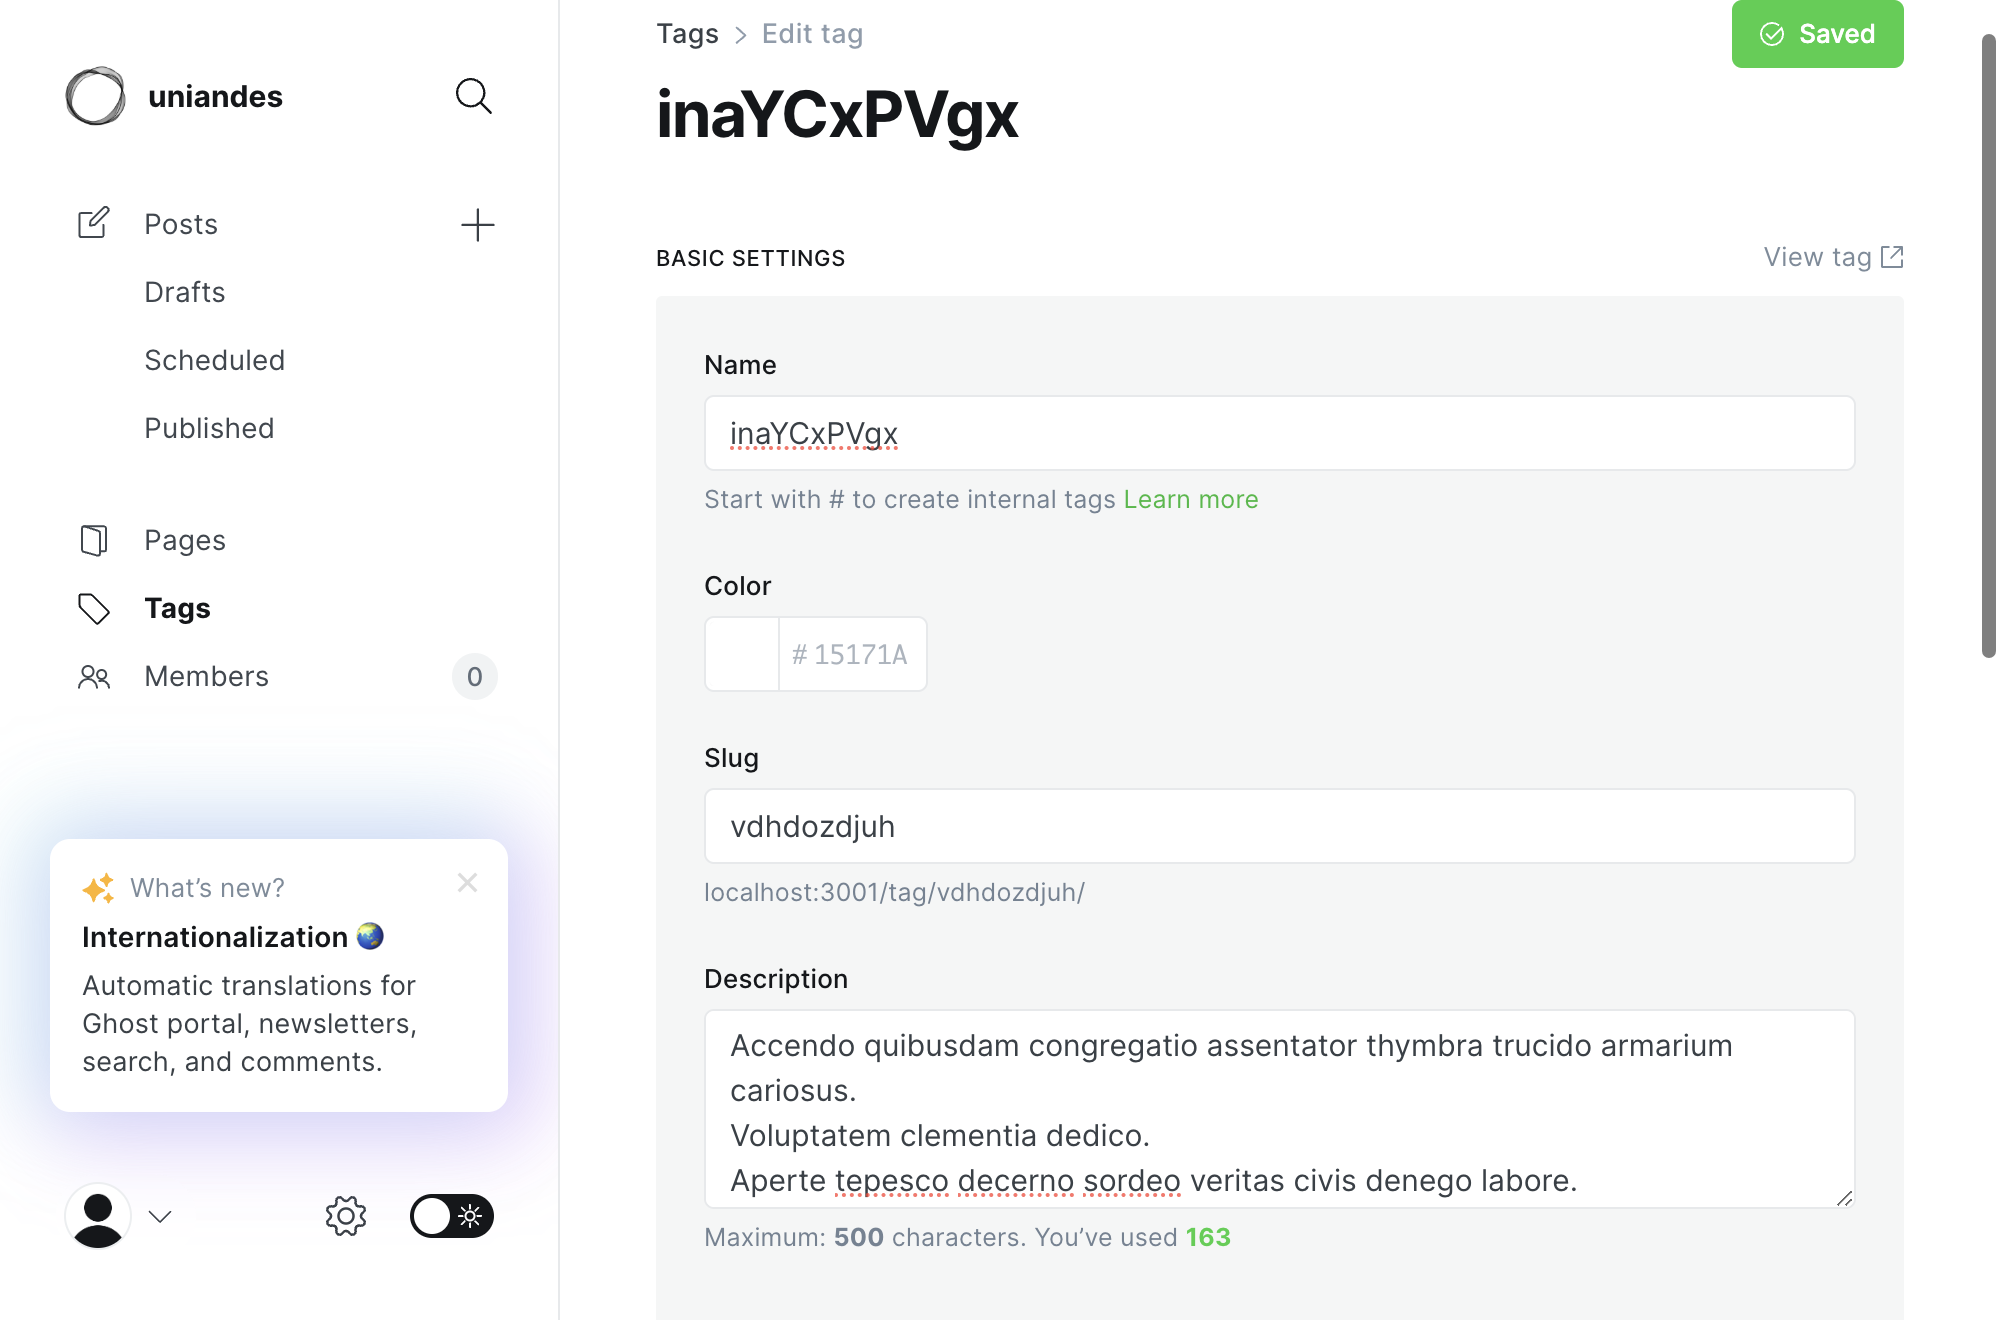 uniandes
Posts
Drafts
Scheduled
Published
Pages
Tags
Members
0
What's new?
Internationalization
Automatic translations for
Ghost portal, newsletters,
search, and comments.
Tags > Edit tag
Saved
inaYCxPVgx
BASIC SETTINGS
View tag
Name
inaYCxPVgx
Start with # to create internal tags Learn more
Color
# 15171A
Slug
vdhdozdjuh
localhost:3001/tag/vdhdozdjuh/
Description
Accendo quibusdam congregatio assentator thymbra trucido armarium
cariosus.
Voluptatem clementia dedico.
Aperte tepesco decerno sordeo veritas civis denego labore.
Maximum: 500 characters. You’ve used 163